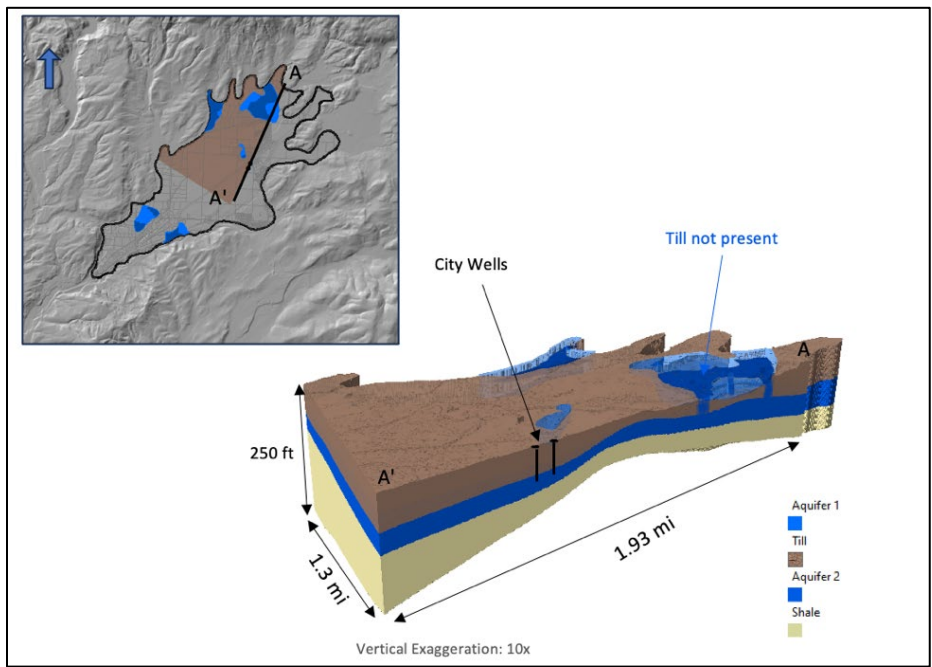 A
A'
Till not present
City Wells
A
250 ft
A'
1.93 mi
1.3 mi
Aquifer 1
Till
Aquifer 2
Shale
Vertical Exaggeration: 10x